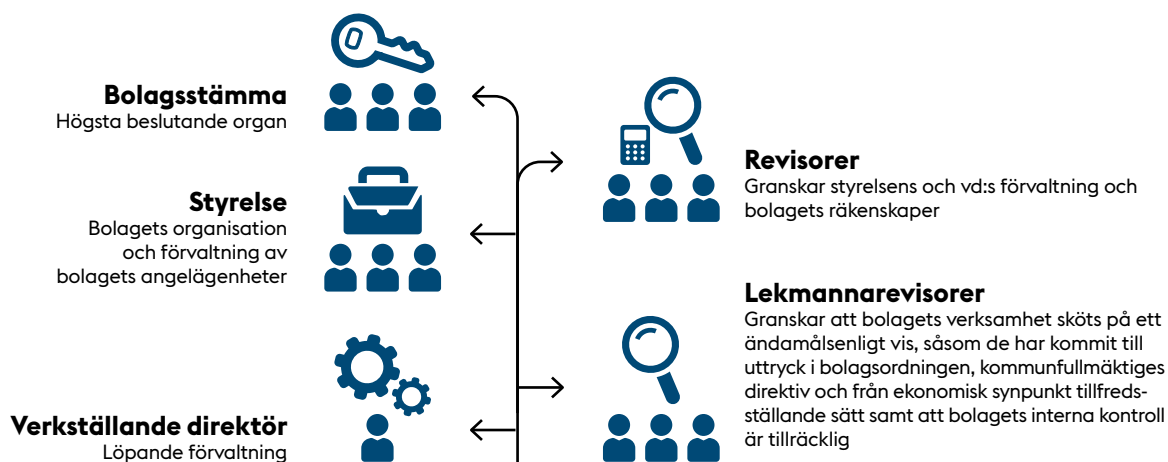 Bolagsstämma
Högsta beslutande organ
Styrelse
Bolagets organisation
och förvaltning av
bolagets angelägenheter
Verkställande direktör
Löpande förvaltning
Revisorer
Granskar styrelsens och vd:s förvaltning och
bolagets räkenskaper
Lekmannarevisorer
Granskar att bolagets verksamhet sköts på ett
ändamålsenligt vis, såsom de har kommit till
uttryck i bolagsordningen, kommunfullmäktiges
direktiv och från ekonomisk synpunkt tillfreds-
ställande sätt samt att bolagets interna kontroll
är tillräcklig